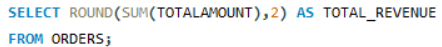 SELECT ROUND(SUM(TOTALAMOUNT),2) AS TOTAL_REVENUE
FROM ORDERS;